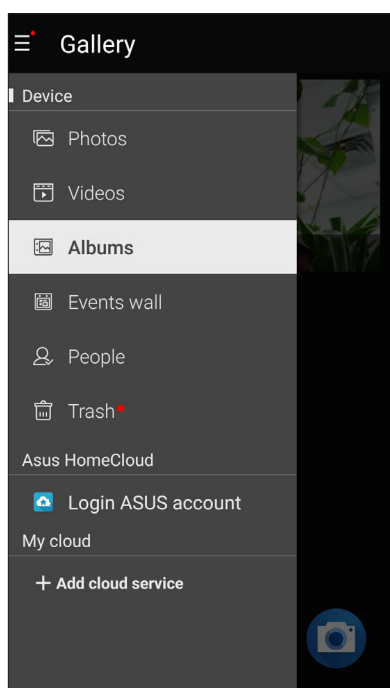 Gallery
Device
Photos
Videos
Albums
Events wall
People
Trash
Asus HomeCloud
Login ASUS account
My cloud
+ Add cloud service